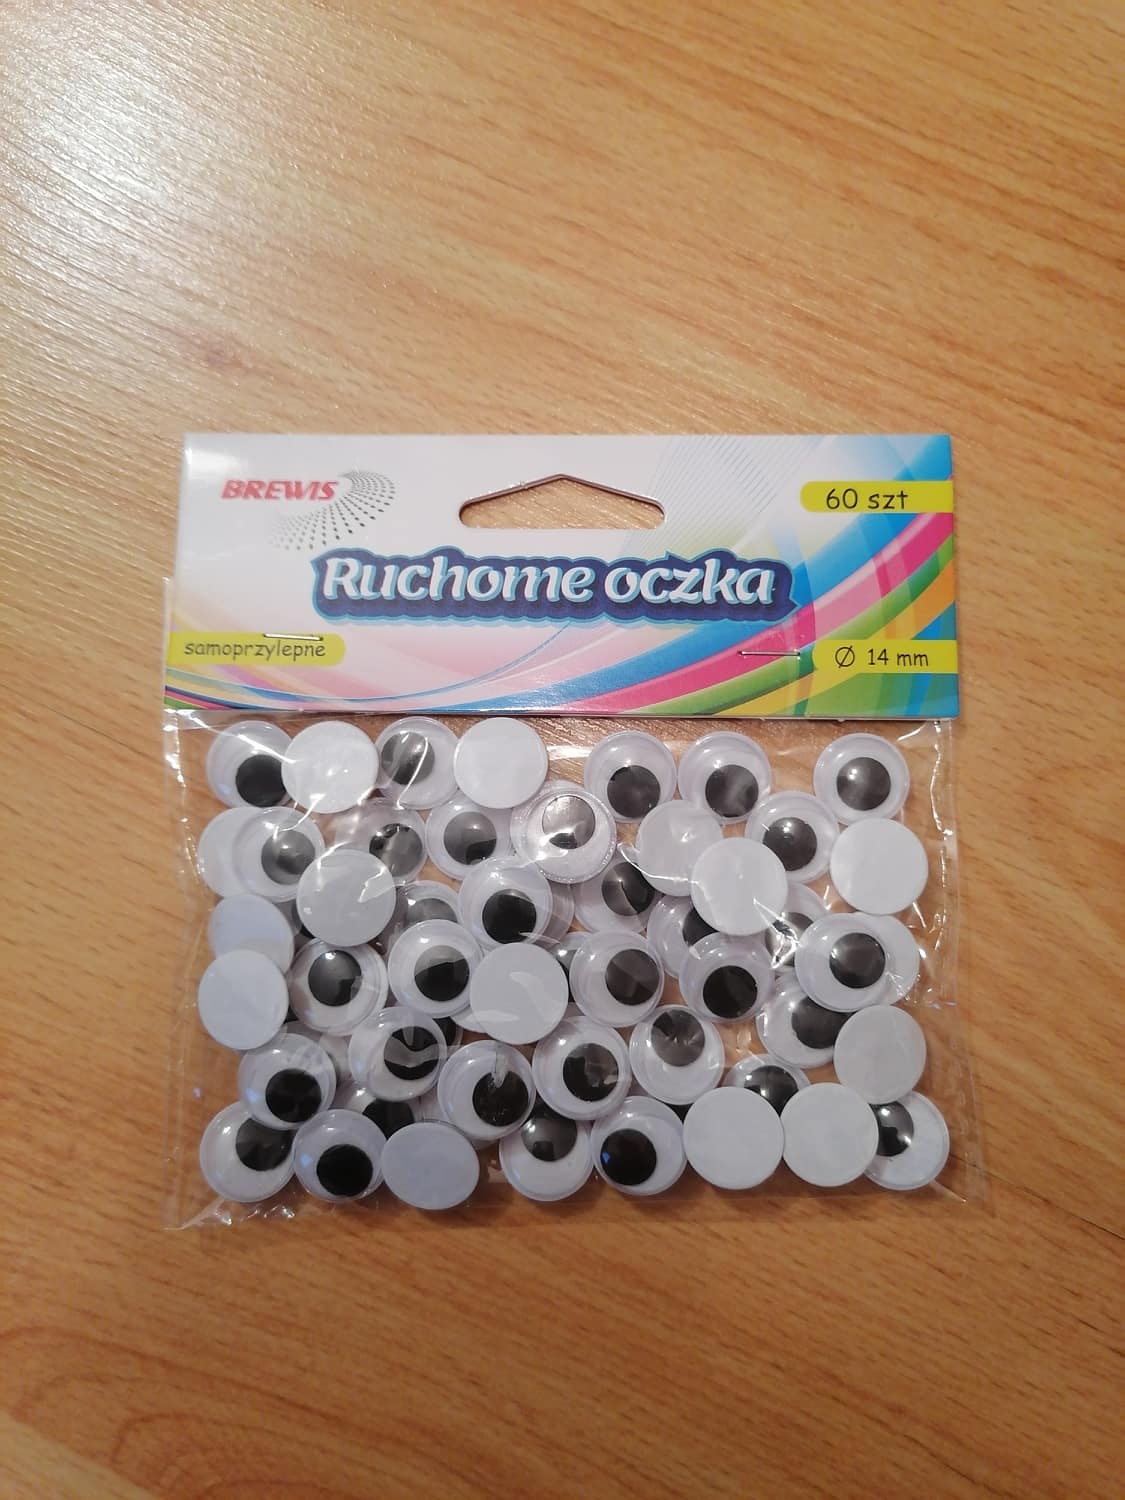 BREWIS
60 szt
Ruchome oczka
samoprzylepne
Ø 14 mm